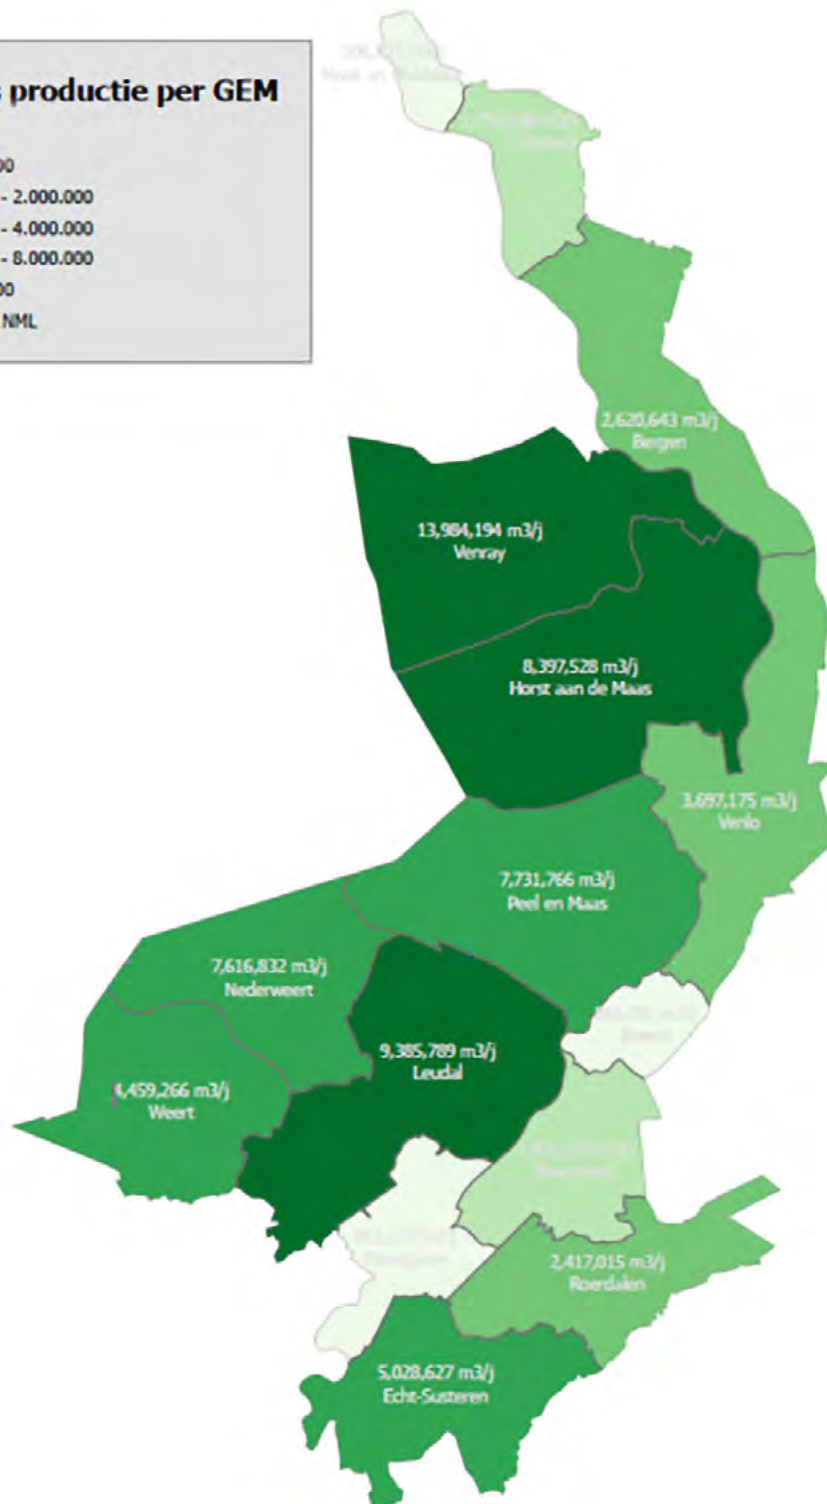 productie per GEM
- 2.000.000
- 4.000.000
- 8.000.000
NML
2,620,643 m3/j
Bergen
13,984,194 m3/j
Venray
8,397,528 m3/j
Horst aan de Maas
3,697,175 m3/j
Venlo
7,731,766 m3/j
Peel en Maas
7,616,832 m3/j
Nederweert
9,385,789 m3/j
Leudal
4,459,266 m3/j
Weert
2,417,015 m3/j
Roerdalen
5,028,627 m3/j
Echt-Susteren